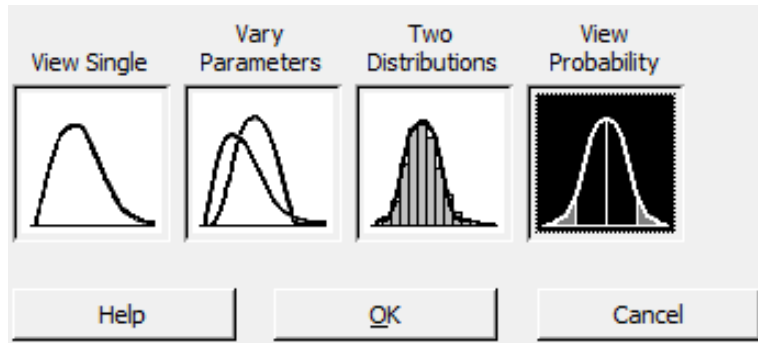 View Single
Vary
Parameters
Two
Distributions
View
Probability
Help
OK
Cancel